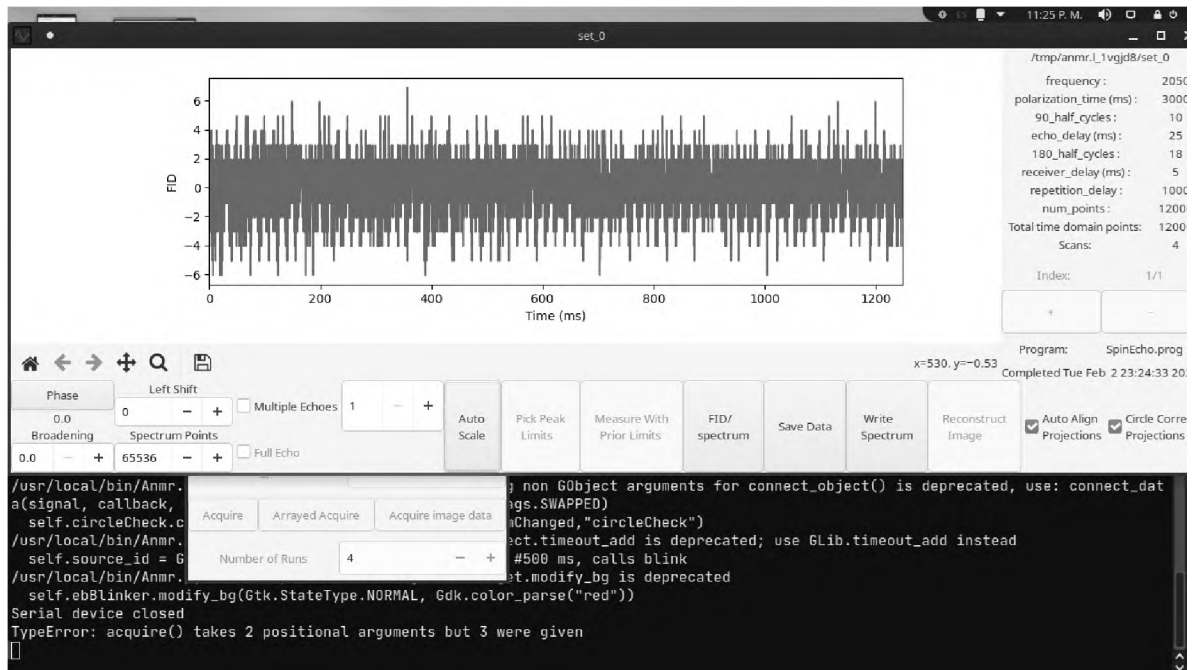 ES 11:25 P. M.
set_0
/tmp/anmr.l_1vgjd8/set_0
frequency : 2050
polarization_time (ms) : 3000
90_half_cycles : 10
echo_delay (ms) : 25
180_half_cycles : 18
receiver_delay (ms) : 5
repetition_delay : 1000
num_points : 1200
Total time domain points: 1200
Scans: 4
Index: 1/1
+ -
6
4
2
0
−2
−4
−6
FID
0 200 400 600 800 1000 1200
Time (ms)
x=530. y=−0.53
Program: SpinEcho.prog
Completed Tue Feb 2 23:24:33 20
Phase
0.0
Broadening
0.0 − +
Left Shift
0 − +
Spectrum Points
65536 − +
Multiple Echoes 1 − +
Full Echo
Auto
Scale
Pick Peak
Limits
Measure With
Prior Limits
FID/
spectrum
Save Data
Write
Spectrum
Reconstruct
Image
Auto Align
Projections
Circle Corre
Projections
/usr/local/bin/Anmr. g non GObject arguments for connect_object() is deprecated, use: connect_dat
a(signal, callback, ags.SWAPPED)
self.circleCheck.c nChanged,"circleCheck")
/usr/local/bin/Anmr. ect.timeout_add is deprecated; use GLib.timeout_add instead
self.source_id = G #500 ms, calls blink
/usr/local/bin/Anmr. et.modify_bg is deprecated
self.ebBlinker.modify_bg(Gtk.StateType.NORMAL, Gdk.color_parse("red"))
Serial device closed
TypeError: acquire() takes 2 positional arguments but 3 were given
Acquire Arrayed Acquire Acquire image data
Number of Runs 4 − +